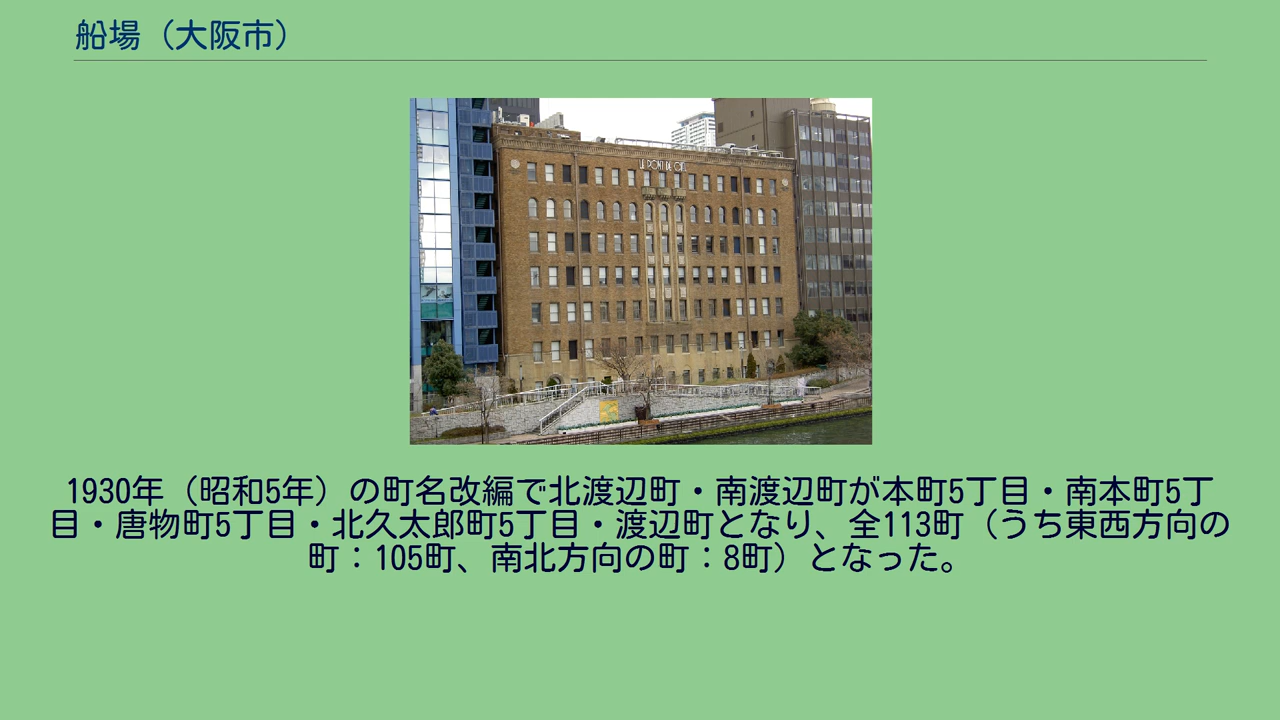 船場（大阪市）
LE PONT DE CIEL
1930年（昭和5年）の町名改編で北渡辺町・南渡辺町が本町5丁目・南本町5丁
目・唐物町5丁目・北久太郎町5丁目・渡辺町となり、全113町（うち東西方向の
町：105町、南北方向の町：8町）となった。